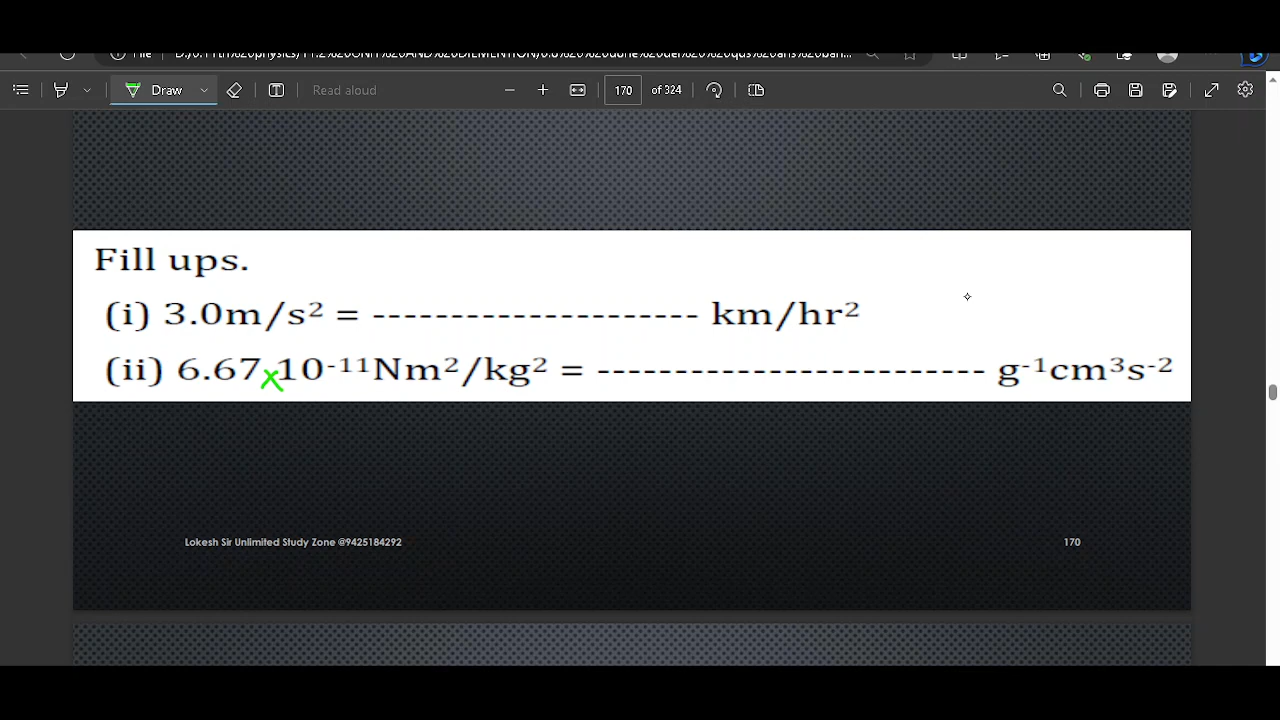 Draw
Read aloud
170 of 324
Fill ups.
(i) 3.0m/s² = --------------------- km/hr²
(ii) 6.67x10⁻¹¹Nm²/kg² = ------------------------- g⁻¹cm³s⁻²
Lokesh Sir Unlimited Study Zone @9425184292
170